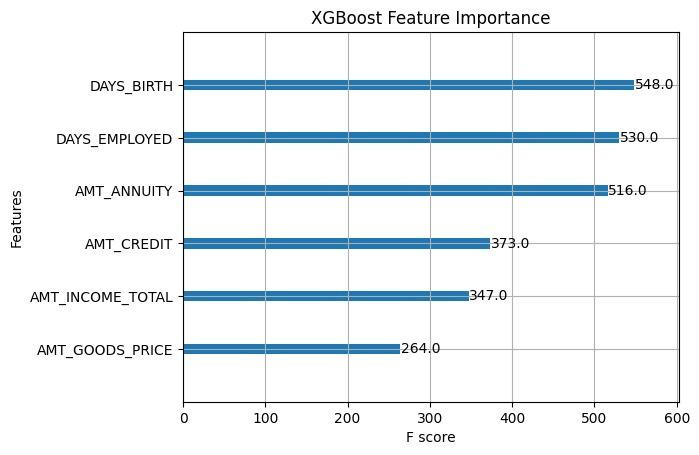 XGBoost Feature Importance
DAYS_BIRTH 548.0
DAYS_EMPLOYED 530.0
AMT_ANNUITY 516.0
AMT_CREDIT 373.0
AMT_INCOME_TOTAL 347.0
AMT_GOODS_PRICE 264.0
Features
0 100 200 300 400 500 600
F score